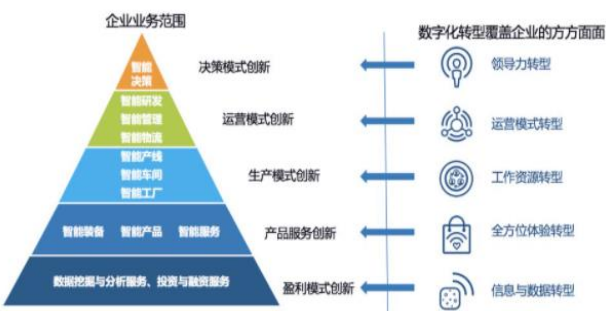 企业业务范围
数字化转型覆盖企业的方方面面
智能
决策
决策模式创新
领导力转型
智能研发
智能管理
智能物流
运营模式创新
运营模式转型
智能产线
智能车间
智能工厂
生产模式创新
工作资源转型
智能装备 智能产品 智能服务
产品服务创新
全方位体验转型
数据挖掘与分析服务、投资与融资服务
盈利模式创新
信息与数据转型